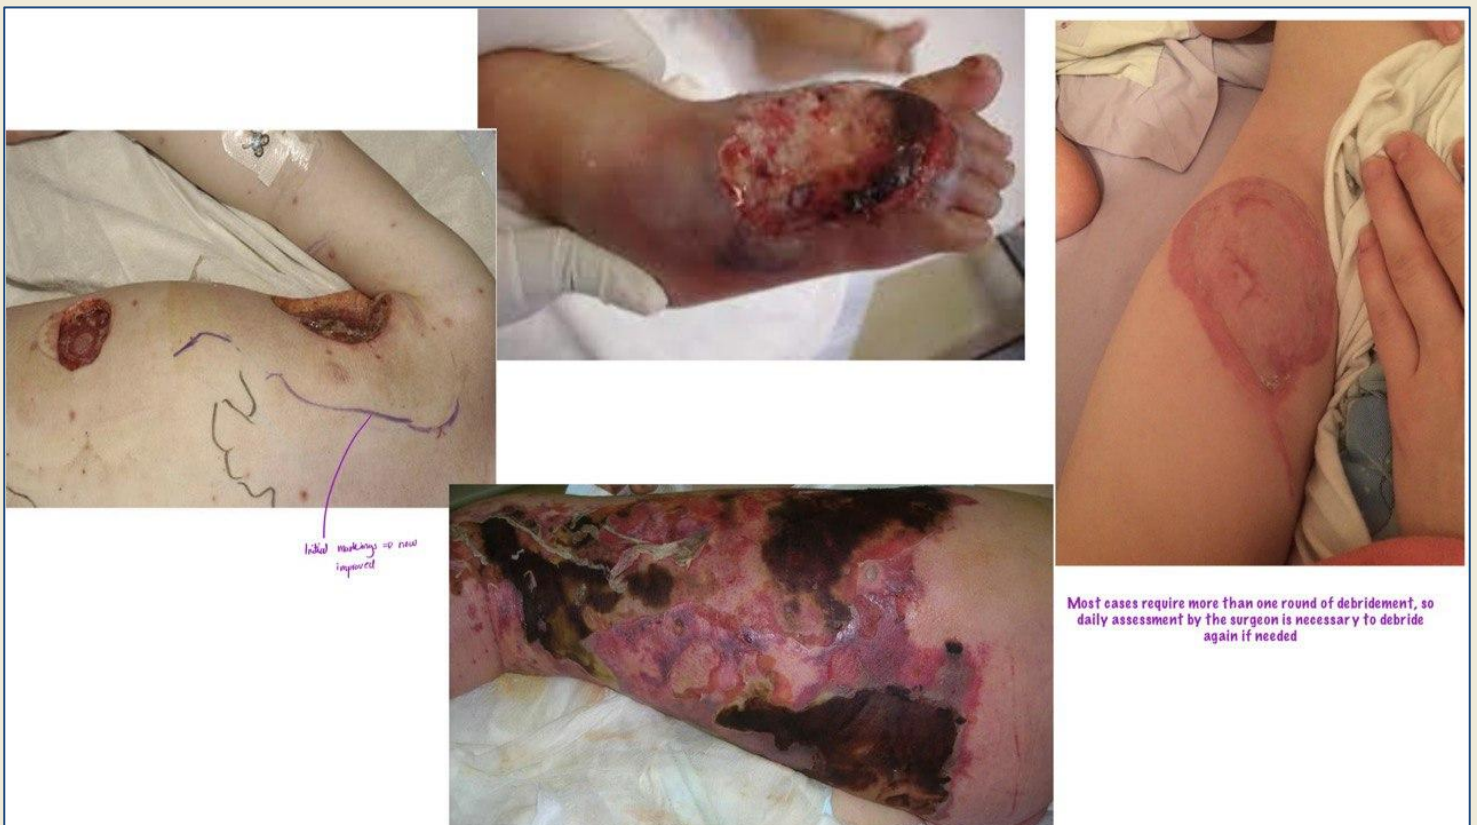 Initial markings => now
improved
Most cases require more than one round of debridement, so
daily assessment by the surgeon is necessary to debride
again if needed